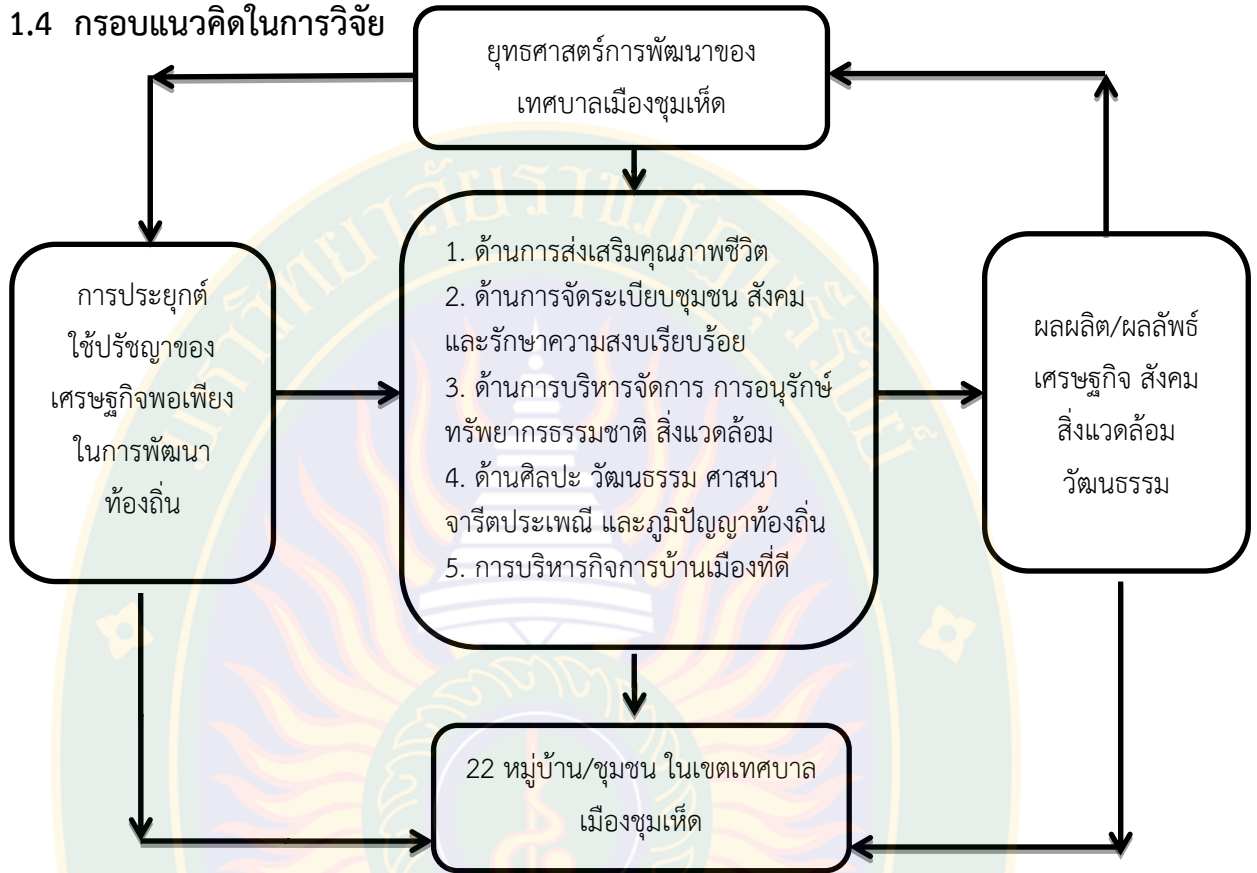 1.4 กรอบแนวคิดในการวิจัย
ยุทธศาสตร์การพัฒนาของ
เทศบาลเมืองชุมเห็ด
การประยุกต์
ใช้ปรัชญาของ
เศรษฐกิจพอเพียง
ในการพัฒนา
ท้องถิ่น
1. ด้านการส่งเสริมคุณภาพชีวิต
2. ด้านการจัดระเบียบชุมชน สังคม
และรักษาความสงบเรียบร้อย
3. ด้านการบริหารจัดการ การอนุรักษ์
ทรัพยากรธรรมชาติ สิ่งแวดล้อม
4. ด้านศิลปะ วัฒนธรรม ศาสนา
จารีตประเพณี และภูมิปัญญาท้องถิ่น
5. การบริหารกิจการบ้านเมืองที่ดี
ผลผลิต/ผลลัพธ์
เศรษฐกิจ สังคม
สิ่งแวดล้อม
วัฒนธรรม
22 หมู่บ้าน/ชุมชน ในเขตเทศบาล
เมืองชุมเห็ด